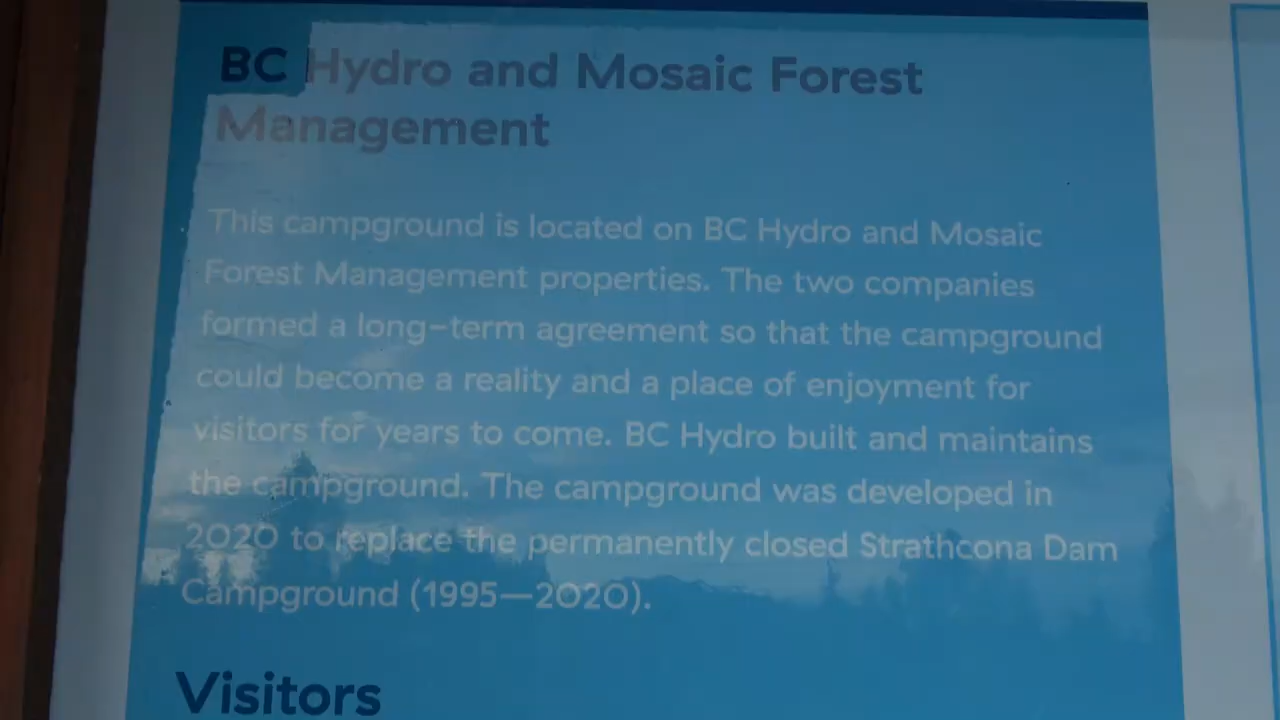 BC Hydro and Mosaic Forest
Management
This campground is located on BC Hydro and Mosaic
Forest Management properties. The two companies
formed a long-term agreement so that the campground
could become a reality and a place of enjoyment for
visitors for years to come. BC Hydro built and maintains
the campground. The campground was developed in
2020 to replace the permanently closed Strathcona Dam
Campground (1995—2020).
Visitors